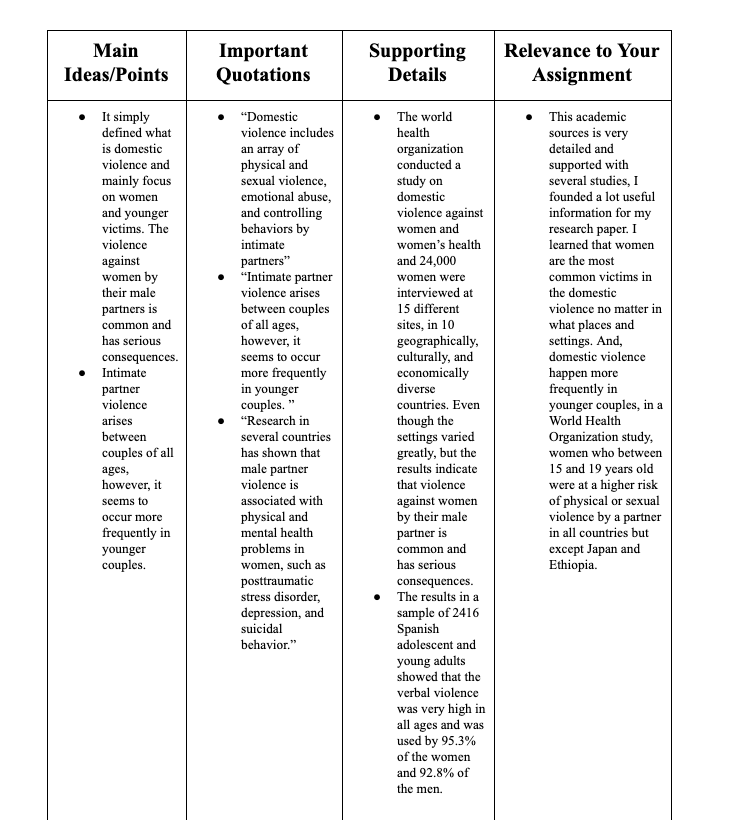 Main
Ideas/Points
Important
Quotations
Supporting
Details
Relevance to Your
Assignment
● It simply
defined what
is domestic
violence and
mainly focus
on women
and younger
victims. The
violence
against
women by
their male
partners is
common and
has serious
consequences.
● Intimate
partner
violence
arises
between
couples of all
ages,
however, it
seems to
occur more
frequently in
younger
couples.
● “Domestic
violence includes
an array of
physical and
sexual violence,
emotional abuse,
and controlling
behaviors by
intimate
partners”
● “Intimate partner
violence arises
between couples
of all ages,
however, it
seems to occur
more frequently
in younger
couples. ”
● “Research in
several countries
has shown that
male partner
violence is
associated with
physical and
mental health
problems in
women, such as
posttraumatic
stress disorder,
depression, and
suicidal
behavior.”
● The world
health
organization
conducted a
study on
domestic
violence against
women and
women’s health
and 24,000
women were
interviewed at
15 different
sites, in 10
geographically,
culturally, and
economically
diverse
countries. Even
though the
settings varied
greatly, but the
results indicate
that violence
against women
by their male
partner is
common and
has serious
consequences.
● The results in a
sample of 2416
Spanish
adolescent and
young adults
showed that the
verbal violence
was very high in
all ages and was
used by 95.3%
of the women
and 92.8% of
the men.
● This academic
sources is very
detailed and
supported with
several studies, I
founded a lot useful
information for my
research paper. I
learned that women
are the most
common victims in
the domestic
violence no matter in
what places and
settings. And,
domestic violence
happen more
frequently in
younger couples, in a
World Health
Organization study,
women who between
15 and 19 years old
were at a higher risk
of physical or sexual
violence by a partner
in all countries but
except Japan and
Ethiopia.